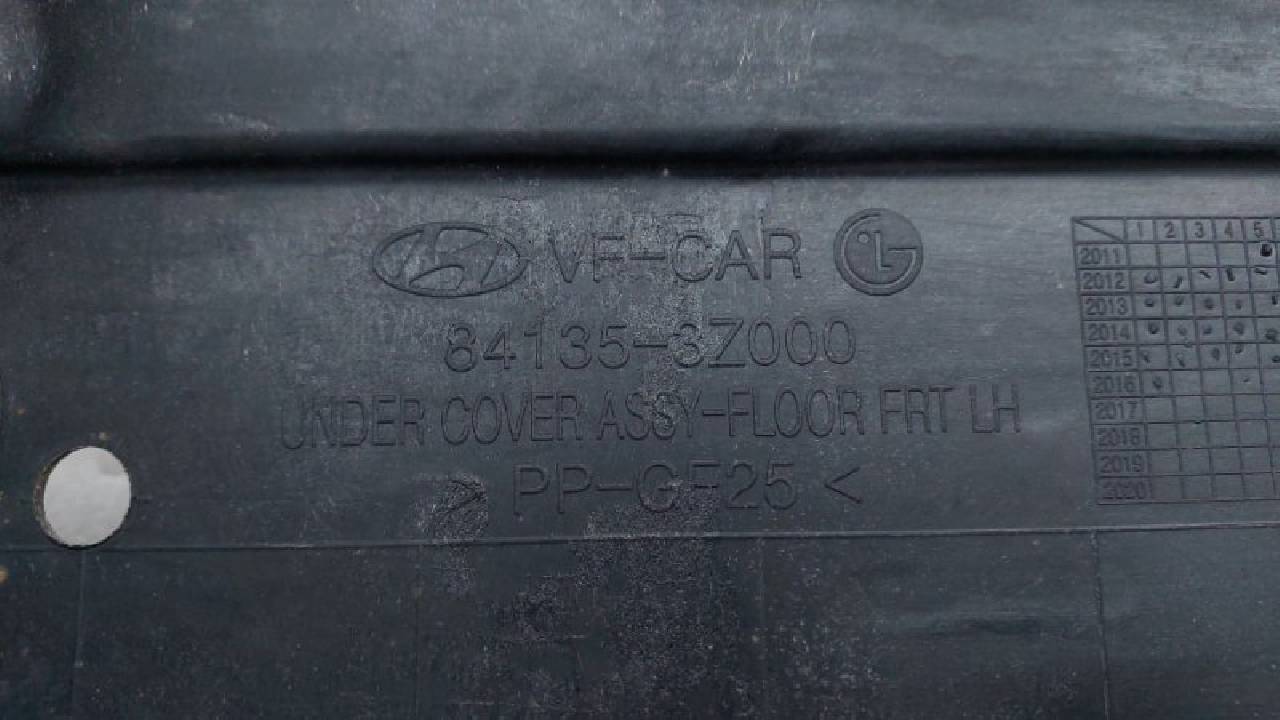 VF-CAR LG
84135-3Z000
UNDER COVER ASSY-FLOOR FRT LH
> PP-GF25 <
1 2 3 4 5
2011
2012
2013
2014
2015
2016
2017
2018
2019
2020